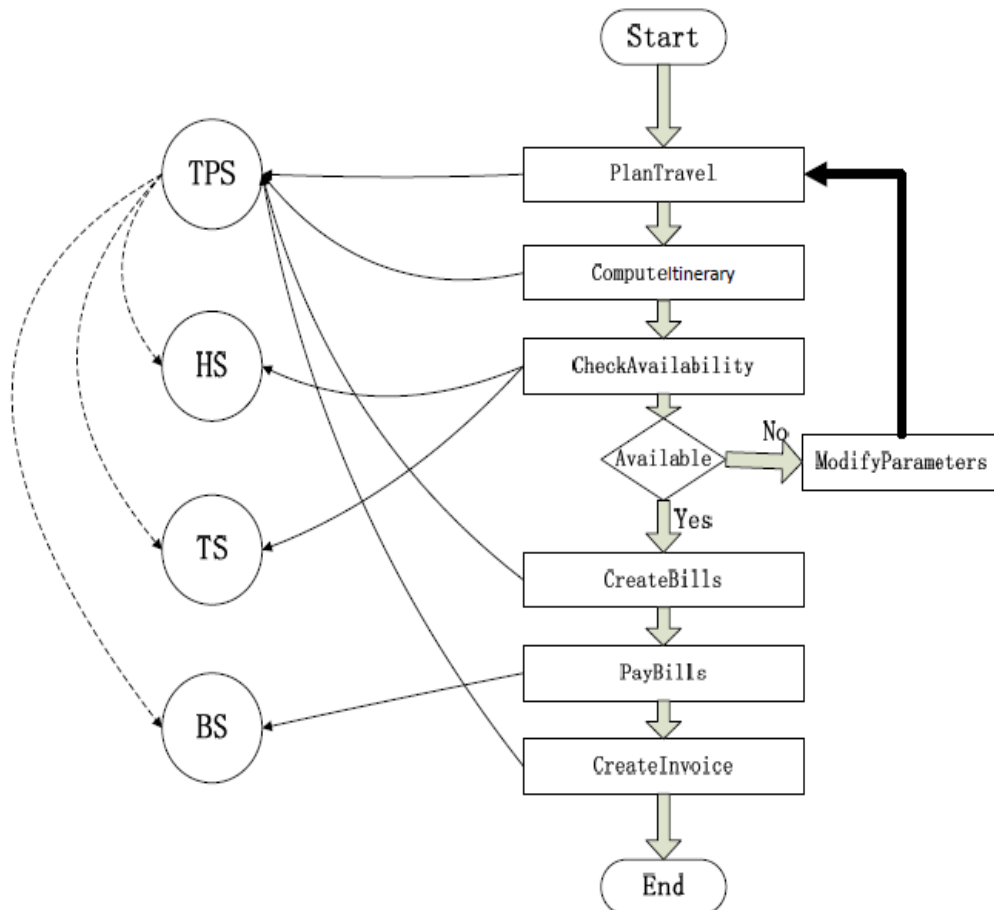 Start
TPS
PlanTravel
ComputeItinerary
HS
CheckAvailability
No
Available
ModifyParameters
Yes
TS
CreateBills
PayBills
BS
CreateInvoice
End